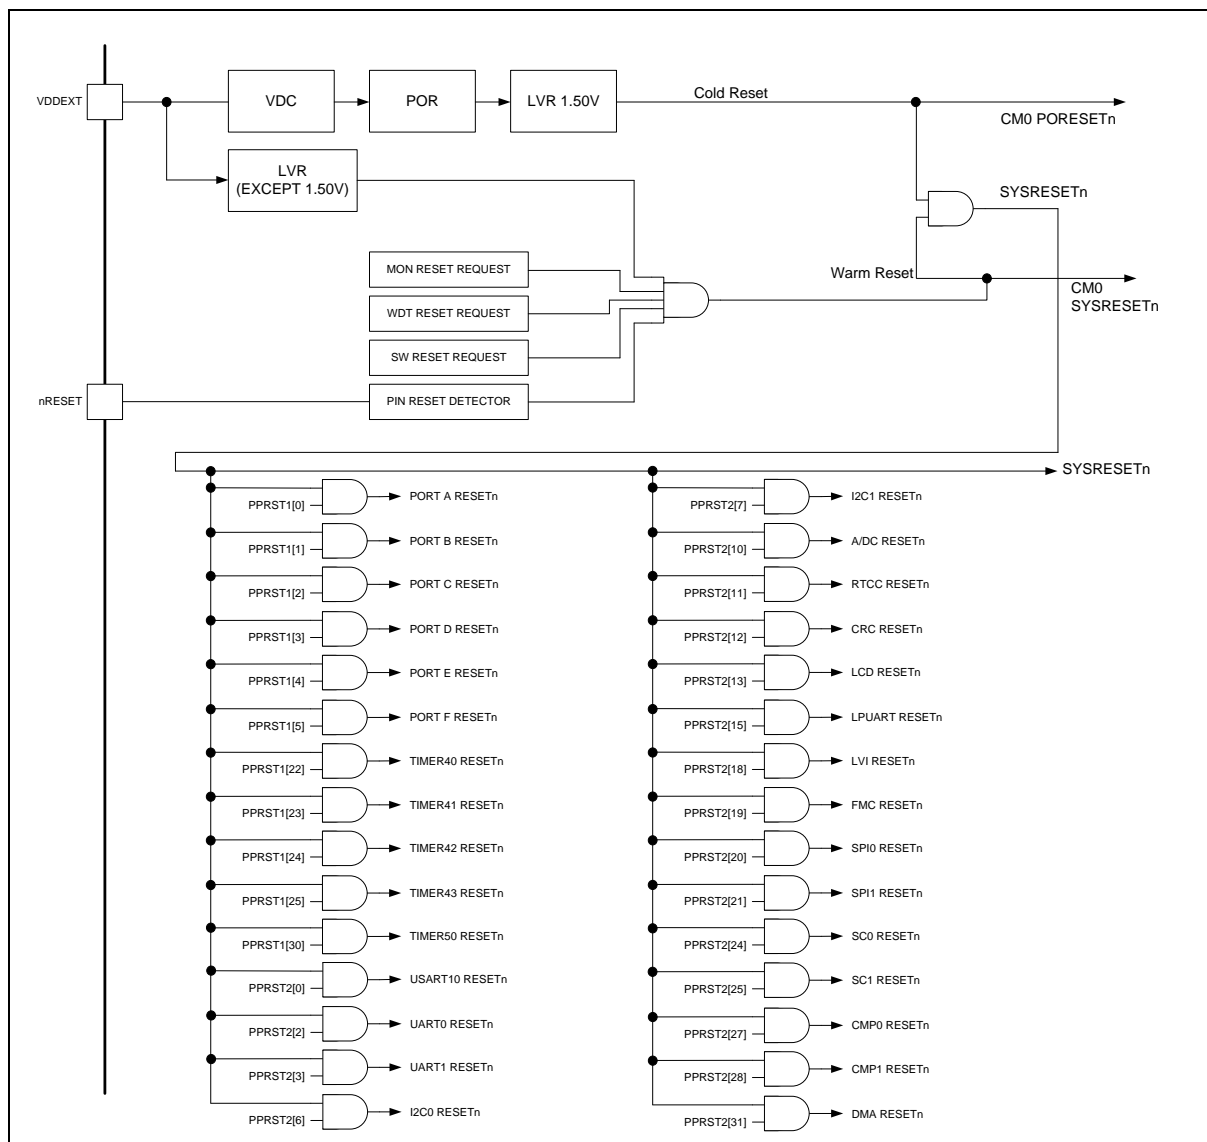 VDDEXT
VDC
POR
LVR 1.50V
Cold Reset
CM0 PORESETn
LVR
(EXCEPT 1.50V)
SYSRESETn
MON RESET REQUEST
Warm Reset
CM0
SYSRESETn
WDT RESET REQUEST
SW RESET REQUEST
nRESET
PIN RESET DETECTOR
SYSRESETn
PPRST1[0]
PORT A RESETn
PPRST1[1]
PORT B RESETn
PPRST1[2]
PORT C RESETn
PPRST1[3]
PORT D RESETn
PPRST1[4]
PORT E RESETn
PPRST1[5]
PORT F RESETn
PPRST1[22]
TIMER40 RESETn
PPRST1[23]
TIMER41 RESETn
PPRST1[24]
TIMER42 RESETn
PPRST1[25]
TIMER43 RESETn
PPRST1[30]
TIMER50 RESETn
PPRST2[0]
USART10 RESETn
PPRST2[2]
UART0 RESETn
PPRST2[3]
UART1 RESETn
PPRST2[6]
I2C0 RESETn
PPRST2[7]
I2C1 RESETn
PPRST2[10]
A/DC RESETn
PPRST2[11]
RTCC RESETn
PPRST2[12]
CRC RESETn
PPRST2[13]
LCD RESETn
PPRST2[15]
LPUART RESETn
PPRST2[18]
LVI RESETn
PPRST2[19]
FMC RESETn
PPRST2[20]
SPI0 RESETn
PPRST2[21]
SPI1 RESETn
PPRST2[24]
SC0 RESETn
PPRST2[25]
SC1 RESETn
PPRST2[27]
CMP0 RESETn
PPRST2[28]
CMP1 RESETn
PPRST2[31]
DMA RESETn